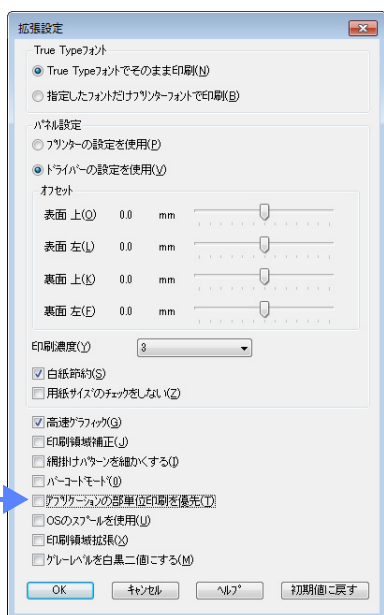 拡張設定
True Typeフォント
True Typeフォントでそのまま印刷(N)
指定したフォントだけプリンターフォントで印刷(B)
パネル設定
プリンターの設定を使用(P)
ドライバーの設定を使用(V)
オフセット
表面 上(O) 0.0 mm
表面 左(L) 0.0 mm
裏面 上(K) 0.0 mm
裏面 左(F) 0.0 mm
印刷濃度(Y) 3
白紙節約(S)
用紙サイズのチェックをしない(Z)
高速グラフィック(G)
印刷領域補正(J)
網掛けパターンを細かくする(I)
バーコードモード(0)
アプリケーションの部単位印刷を優先(T)
OSのスプールを使用(U)
印刷領域拡張(X)
グレーレベルを白黒二値にする(M)
OK キャンセル ヘルプ 初期値に戻す